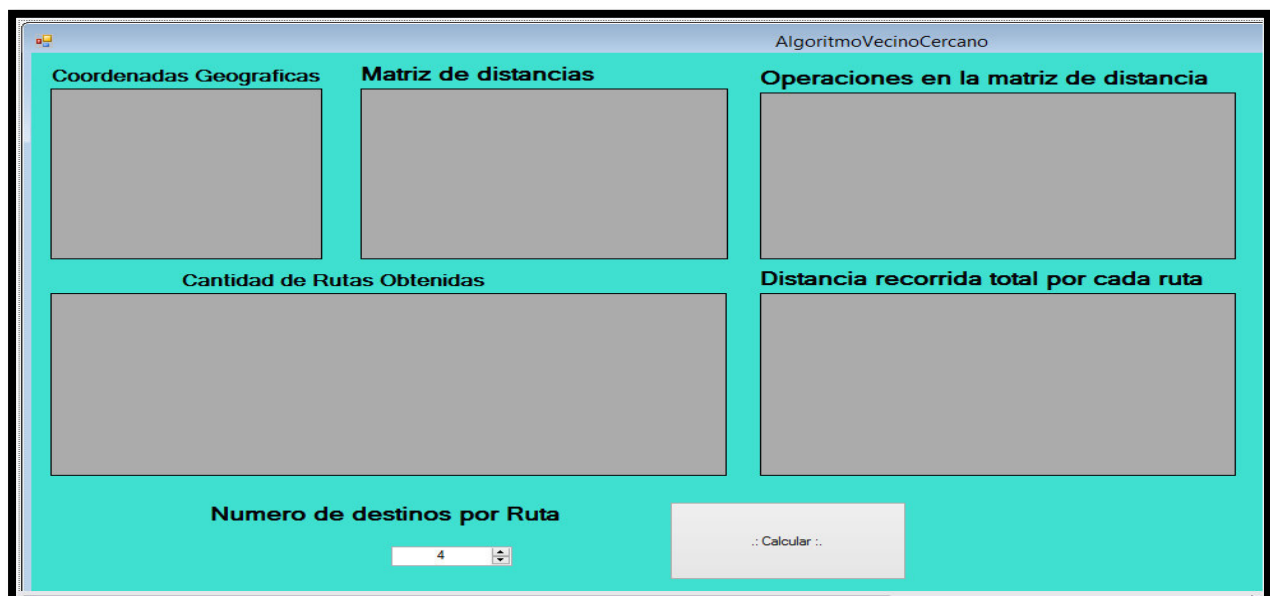 AlgoritmoVecinoCercano
Coordenadas Geograficas
Matriz de distancias
Operaciones en la matriz de distancia
Cantidad de Rutas Obtenidas
Distancia recorrida total por cada ruta
Numero de destinos por Ruta
4
.: Calcular :.